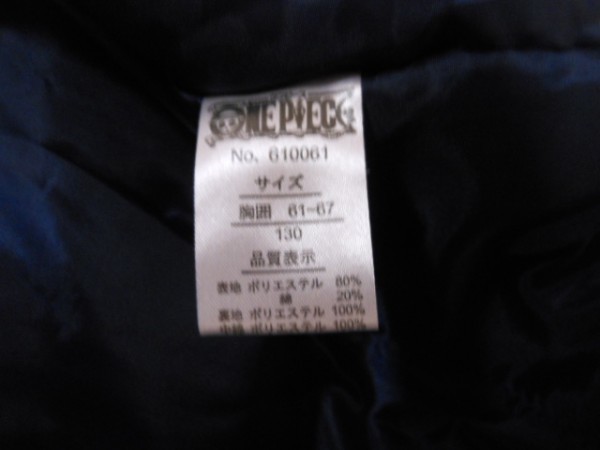 ONE PIECE
No. 610061
サイズ
胸囲 61-67
130
品質表示
表地 ポリエステル 80%
綿 20%
裏地 ポリエステル 100%
中綿 ポリエステル 100%